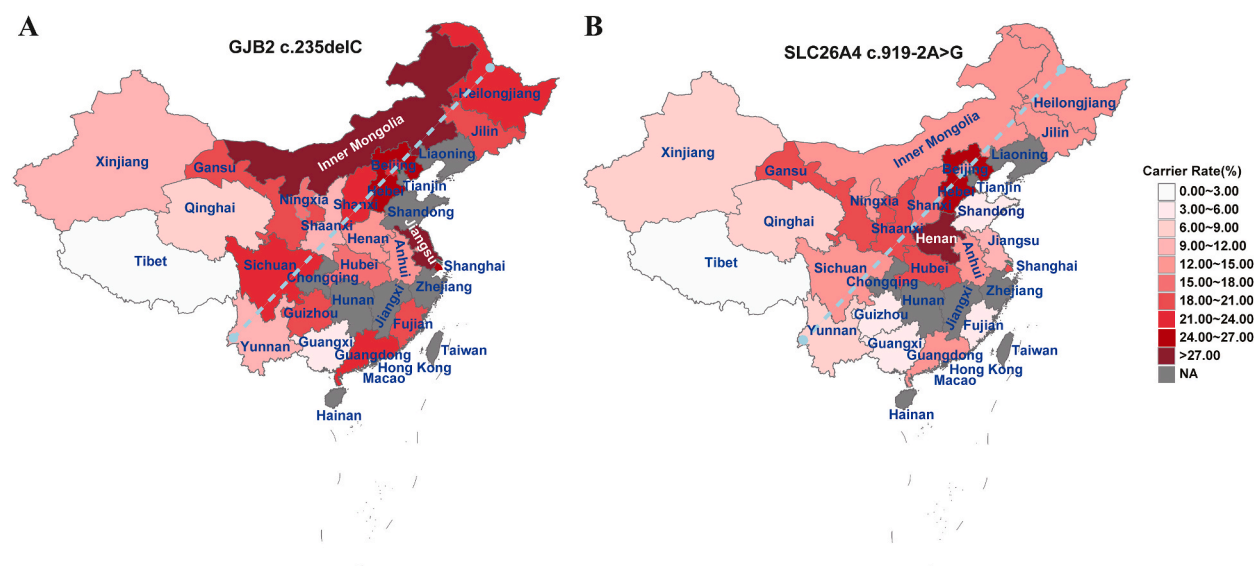 A
GJB2 c.235delC
Heilongjiang
Jilin
Inner Mongolia
Liaoning
Beijing
Xinjiang
Gansu
Tianjin
Hubei
Ningxia
Shanxi
Qinghai
Shandong
Shaanxi
Henan
Jiangsu
Anhui
Tibet
Sichuan
Hubei
Shanghai
Chongqing
Zhejiang
Hunan
Jiangxi
Guizhou
Fujian
Yunnan
Guangxi
Guangdong
Taiwan
Hong Kong
Macao
Hainan
B
SLC26A4 c.919-2A>G
Heilongjiang
Jilin
Inner Mongolia
Liaoning
Xinjiang
Beijing
Gansu
Tianjin
Hebei
Ningxia
Shanxi
Shandong
Qinghai
Shaanxi
Henan
Jiangsu
Anhui
Tibet
Sichuan
Hubei
Shanghai
Chongqing
Zhejiang
Hunan
Jiangxi
Guizhou
Fujian
Yunnan
Guangxi
Guangdong
Taiwan
Hong Kong
Macao
Hainan
Carrier Rate(%)
0.00~3.00
3.00~6.00
6.00~9.00
9.00~12.00
12.00~15.00
15.00~18.00
18.00~21.00
21.00~24.00
24.00~27.00
>27.00
NA